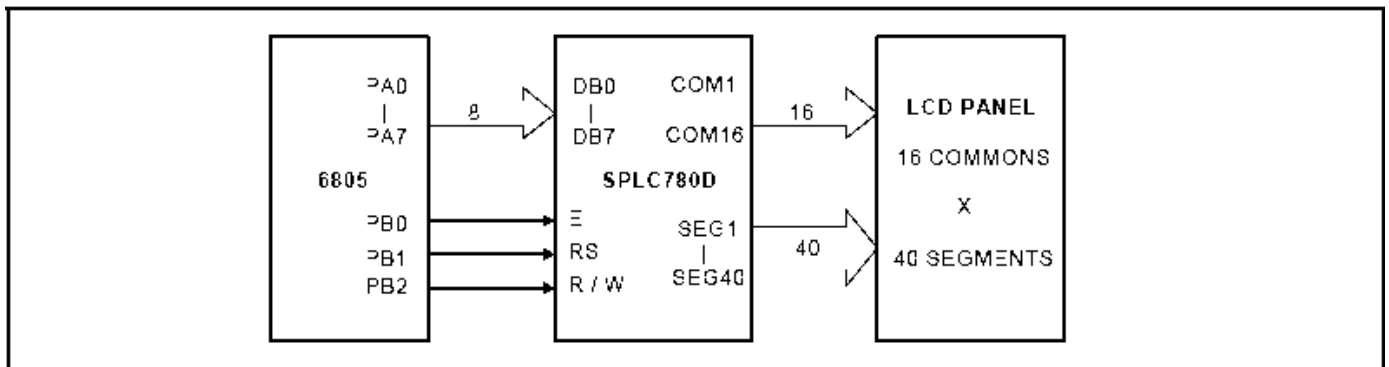 PA0
|
PA7
6805
PB0
PB1
PB2
8
DB0
|
DB7
COM1
COM16
SPLC780D
E
RS
R / W
SEG1
|
SEG40
16
40
LCD PANEL
16 COMMONS
X
40 SEGMENTS